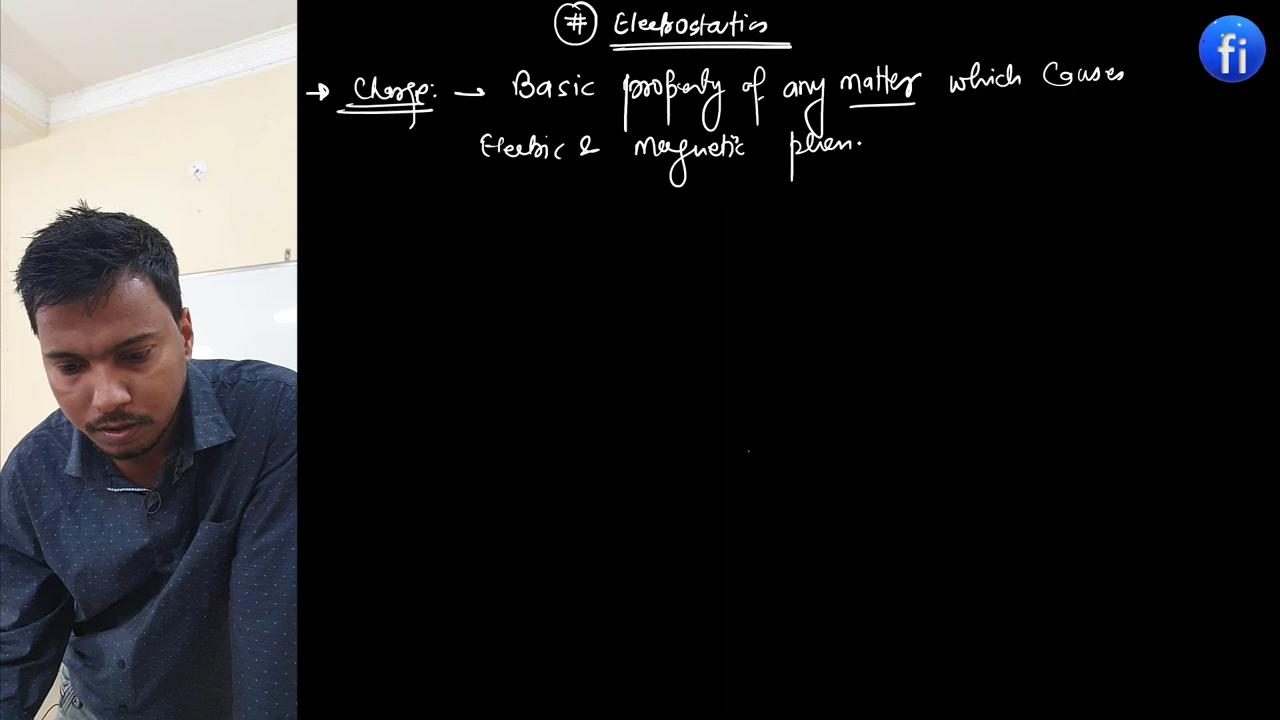 # Electrostatics
→ Charge: → Basic property of any matter which Causes
Electric & Magnetic phen.
fi